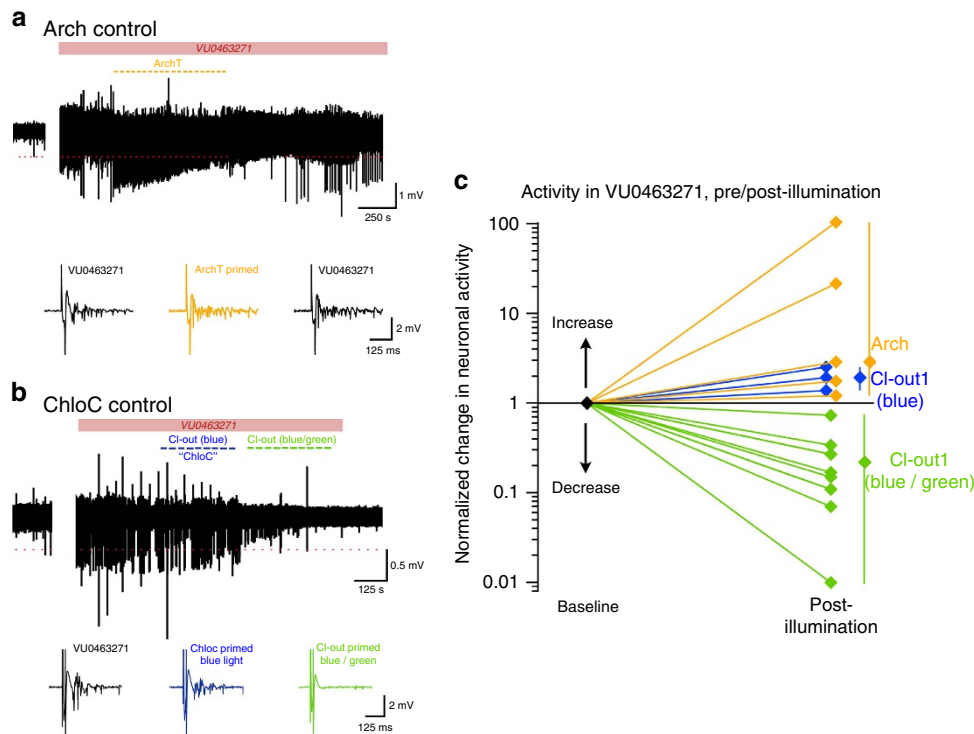 a
Arch control
VU0463271
ArchT
1 mV
250 s
VU0463271
ArchT primed
VU0463271
2 mV
125 ms
b
ChloC control
VU0463271
Cl-out (blue)
Cl-out (blue/green)
“ChloC”
0.5 mV
125 s
VU0463271
Chloc primed
blue light
Cl-out primed
blue / green
2 mV
125 ms
c
Activity in VU0463271, pre/post-illumination
Normalized change in neuronal activity
100
10
1
0.1
0.01
Increase
Decrease
Arch
Cl-out1
(blue)
Cl-out1
(blue / green)
Baseline
Post-
illumination